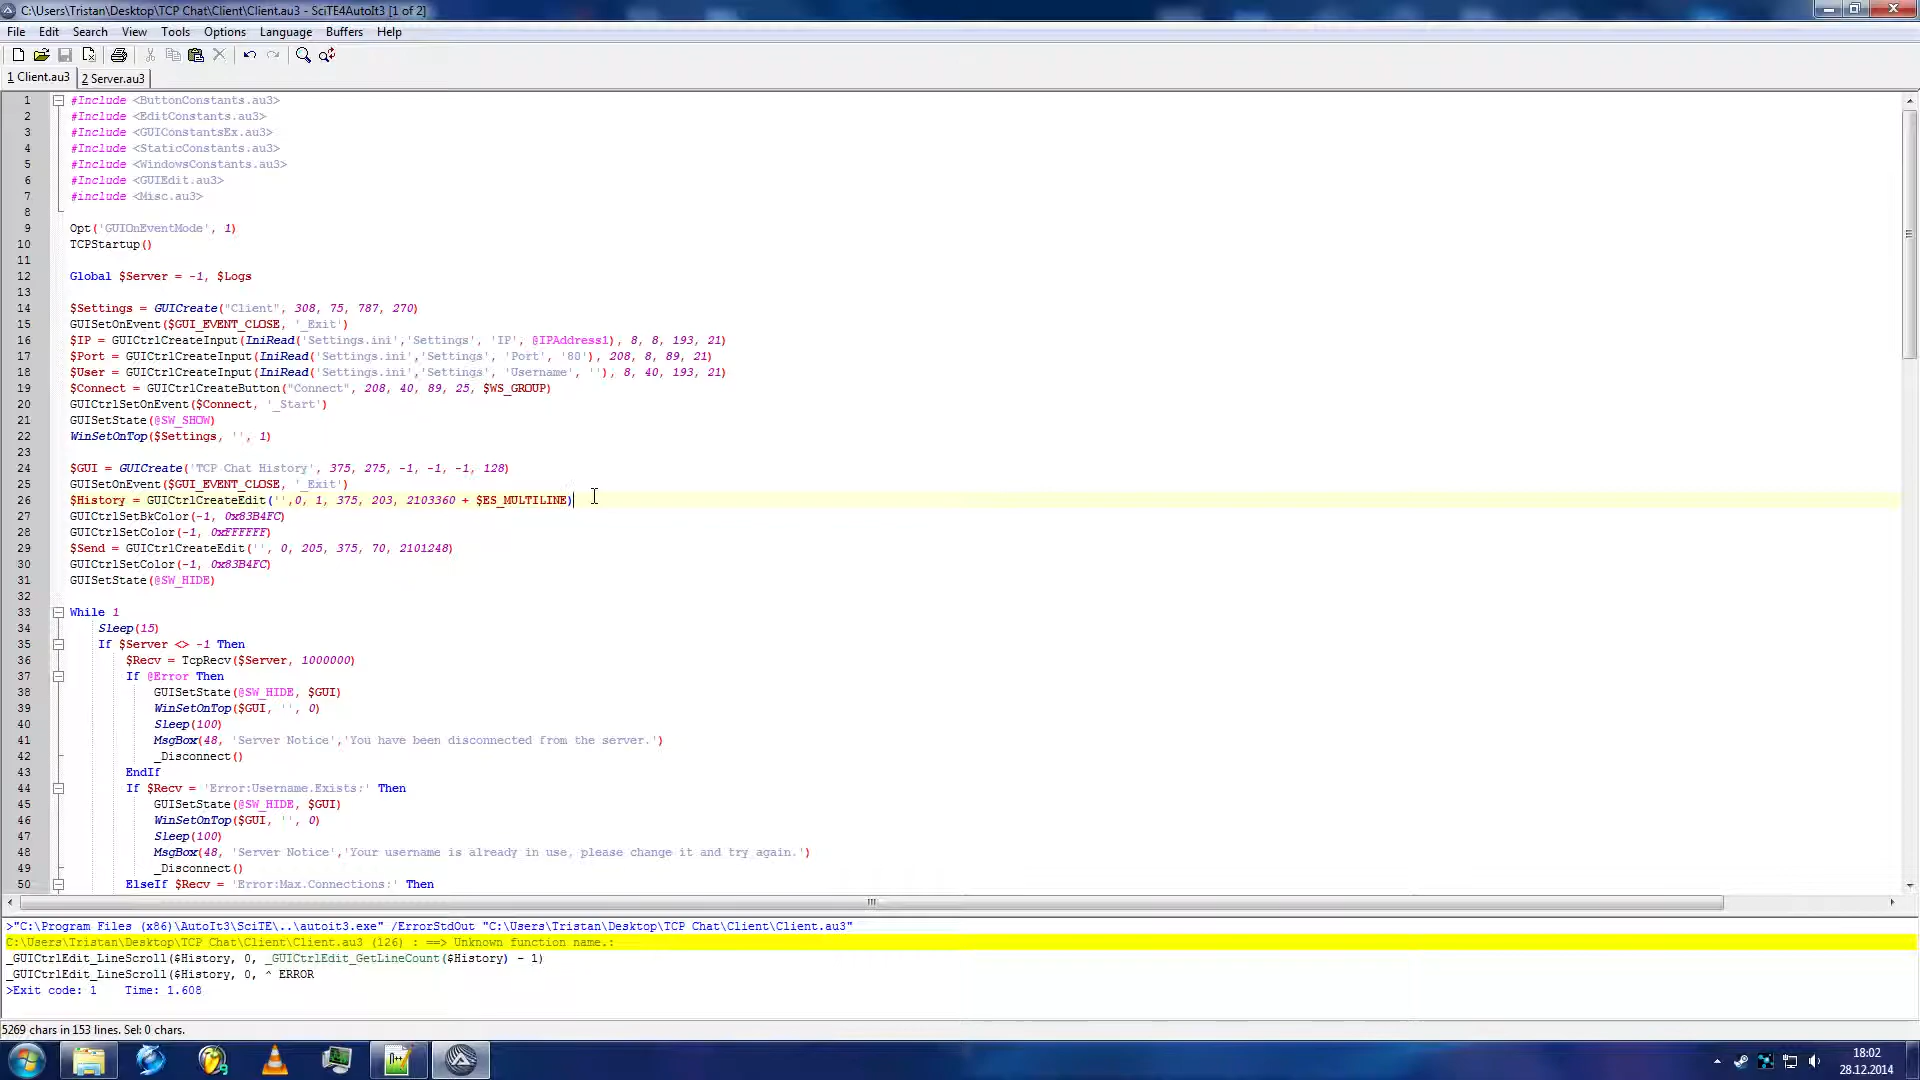 C:\Users\Tristan\Desktop\TCP Chat\Client\Client.au3 - SciTE4AutoIt3 [1 of 2]
File Edit Search View Tools Options Language Buffers Help
1 Client.au3 2 Server.au3
1 #Include <ButtonConstants.au3>
2 #Include <EditConstants.au3>
3 #Include <GUIConstantsEx.au3>
4 #Include <StaticConstants.au3>
5 #Include <WindowsConstants.au3>
6 #Include <GUIEdit.au3>
7 #include <Misc.au3>
8
9 Opt('GUIOnEventMode', 1)
10 TCPStartup()
11
12 Global $Server = -1, $Logs
13
14 $Settings = GUICreate("Client", 308, 75, 787, 270)
15 GUISetOnEvent($GUI_EVENT_CLOSE, '_Exit')
16 $IP = GUICtrlCreateInput(IniRead('Settings.ini','Settings', 'IP', @IPAddress1), 8, 8, 193, 21)
17 $Port = GUICtrlCreateInput(IniRead('Settings.ini','Settings', 'Port', '80'), 208, 8, 89, 21)
18 $User = GUICtrlCreateInput(IniRead('Settings.ini','Settings', 'Username', ''), 8, 40, 193, 21)
19 $Connect = GUICtrlCreateButton("Connect", 208, 40, 89, 25, $WS_GROUP)
20 GUICtrlSetOnEvent($Connect, '_Start')
21 GUISetState(@SW_SHOW)
22 WinSetOnTop($Settings, '', 1)
23
24 $GUI = GUICreate('TCP Chat History', 375, 275, -1, -1, -1, 128)
25 GUISetOnEvent($GUI_EVENT_CLOSE, '_Exit')
26 $History = GUICtrlCreateEdit('',0, 1, 375, 203, 2103360 + $ES_MULTILINE)
27 GUICtrlSetBkColor(-1, 0x83B4FC)
28 GUICtrlSetColor(-1, 0xFFFFFF)
29 $Send = GUICtrlCreateEdit('', 0, 205, 375, 70, 2101248)
30 GUICtrlSetColor(-1, 0x83B4FC)
31 GUISetState(@SW_HIDE)
32
33 While 1
34 Sleep(15)
35 If $Server <> -1 Then
36 $Recv = TcpRecv($Server, 1000000)
37 If @Error Then
38 GUISetState(@SW_HIDE, $GUI)
39 WinSetOnTop($GUI, '', 0)
40 Sleep(100)
41 MsgBox(48, 'Server Notice','You have been disconnected from the server.')
42 _Disconnect()
43 EndIf
44 If $Recv = 'Error:Username.Exists:' Then
45 GUISetState(@SW_HIDE, $GUI)
46 WinSetOnTop($GUI, '', 0)
47 Sleep(100)
48 MsgBox(48, 'Server Notice','Your username is already in use, please change it and try again.')
49 _Disconnect()
50 ElseIf $Recv = 'Error:Max.Connections:' Then
>"C:\Program Files (x86)\AutoIt3\SciTE\..\autoit3.exe" /ErrorStdOut "C:\Users\Tristan\Desktop\TCP Chat\Client\Client.au3"
C:\Users\Tristan\Desktop\TCP Chat\Client\Client.au3 (126) : ==> Unknown function name.:
_GUICtrlEdit_LineScroll($History, 0, _GUICtrlEdit_GetLineCount($History) - 1)
_GUICtrlEdit_LineScroll($History, 0, ^ ERROR
>Exit code: 1 Time: 1.608
5269 chars in 153 lines. Sel: 0 chars.
18:02
28.12.2014